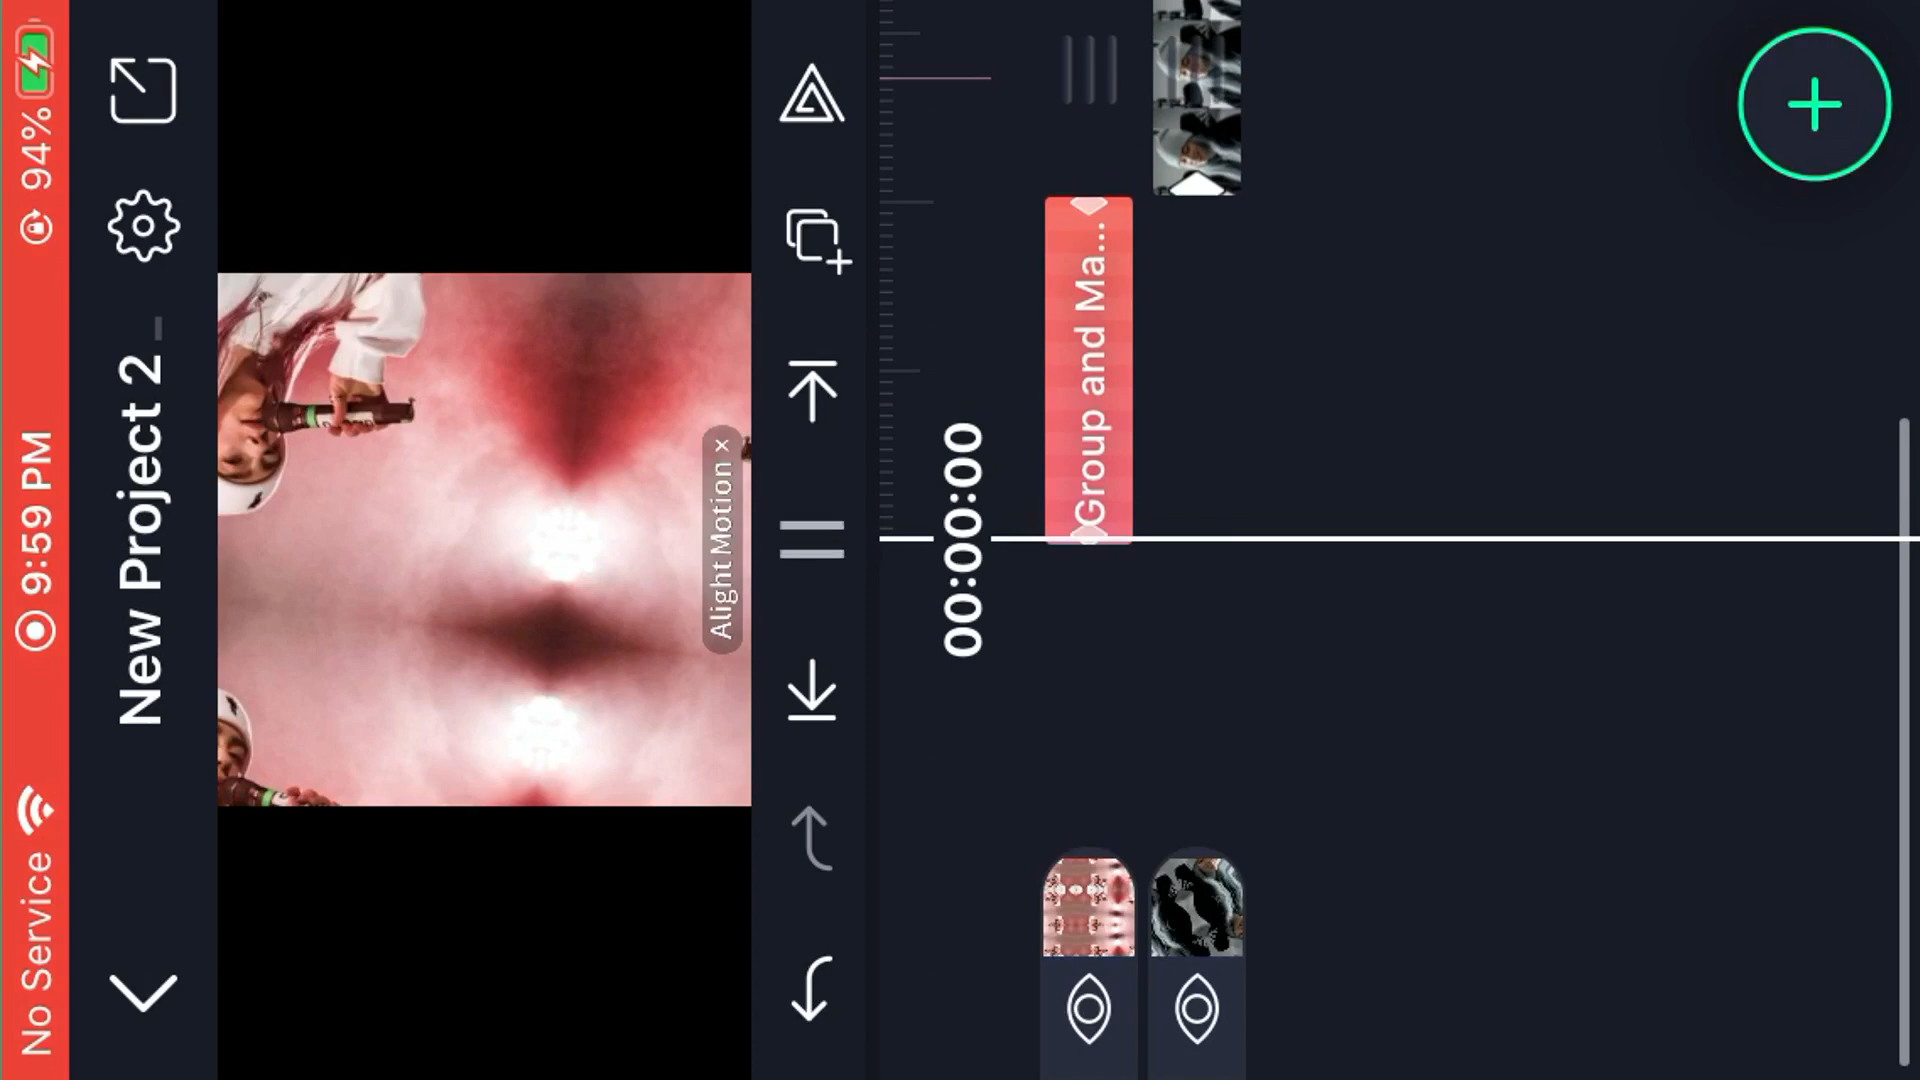 No Service
9:59 PM
94%
New Project 2
Alight Motion ×
00:00:00
Group and Ma...